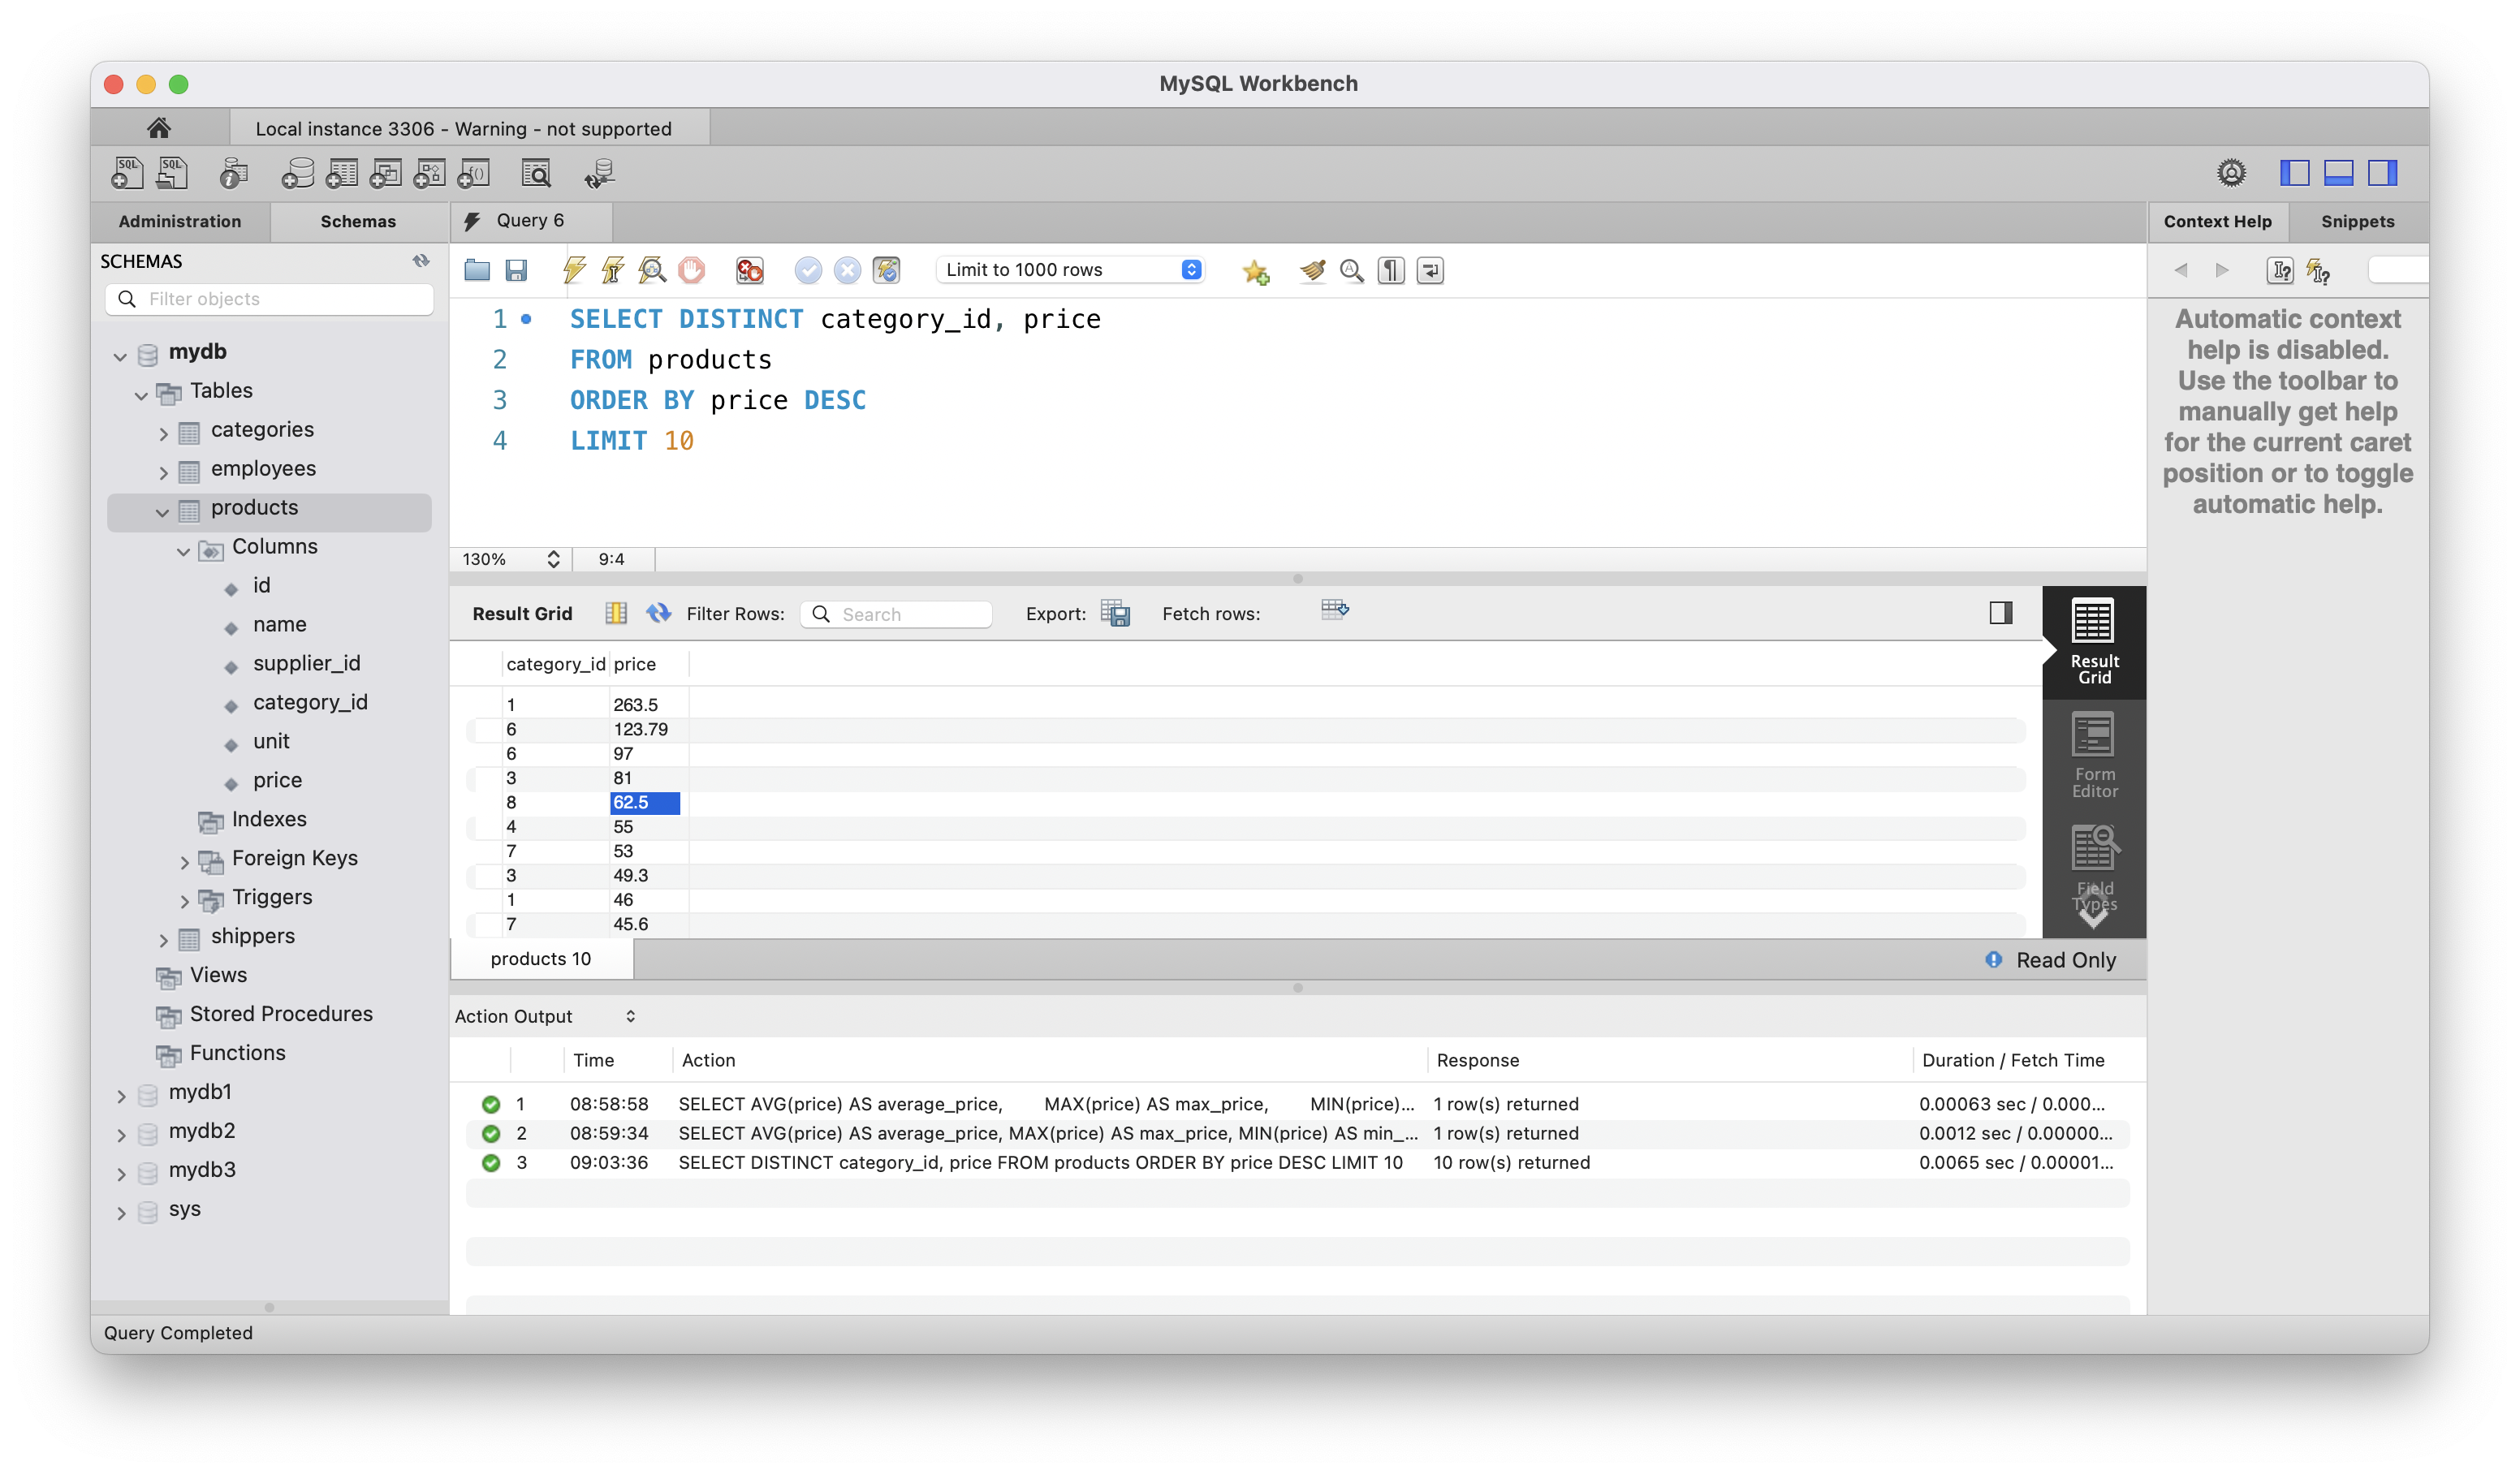 MySQL Workbench
Local instance 3306 - Warning - not supported
Administration
Schemas
Query 6
Context Help
Snippets
SCHEMAS
Filter objects
mydb
Tables
categories
employees
products
Columns
id
name
supplier_id
category_id
unit
price
Indexes
Foreign Keys
Triggers
shippers
Views
Stored Procedures
Functions
mydb1
mydb2
mydb3
sys
Limit to 1000 rows
1 SELECT DISTINCT category_id, price
2 FROM products
3 ORDER BY price DESC
4 LIMIT 10
130% 9:4
Result Grid Filter Rows: Search Export: Fetch rows:
category_id price
1 263.5
6 123.79
6 97
3 81
8 62.5
4 55
7 53
3 49.3
1 46
7 45.6
Result
Grid
Form
Editor
Field
Types
products 10
Read Only
Action Output
Time Action Response Duration / Fetch Time
1 08:58:58 SELECT AVG(price) AS average_price, MAX(price) AS max_price, MIN(price)... 1 row(s) returned 0.00063 sec / 0.000...
2 08:59:34 SELECT AVG(price) AS average_price, MAX(price) AS max_price, MIN(price) AS min_... 1 row(s) returned 0.0012 sec / 0.00000...
3 09:03:36 SELECT DISTINCT category_id, price FROM products ORDER BY price DESC LIMIT 10 10 row(s) returned 0.0065 sec / 0.00001...
Automatic context
help is disabled.
Use the toolbar to
manually get help
for the current caret
position or to toggle
automatic help.
Query Completed